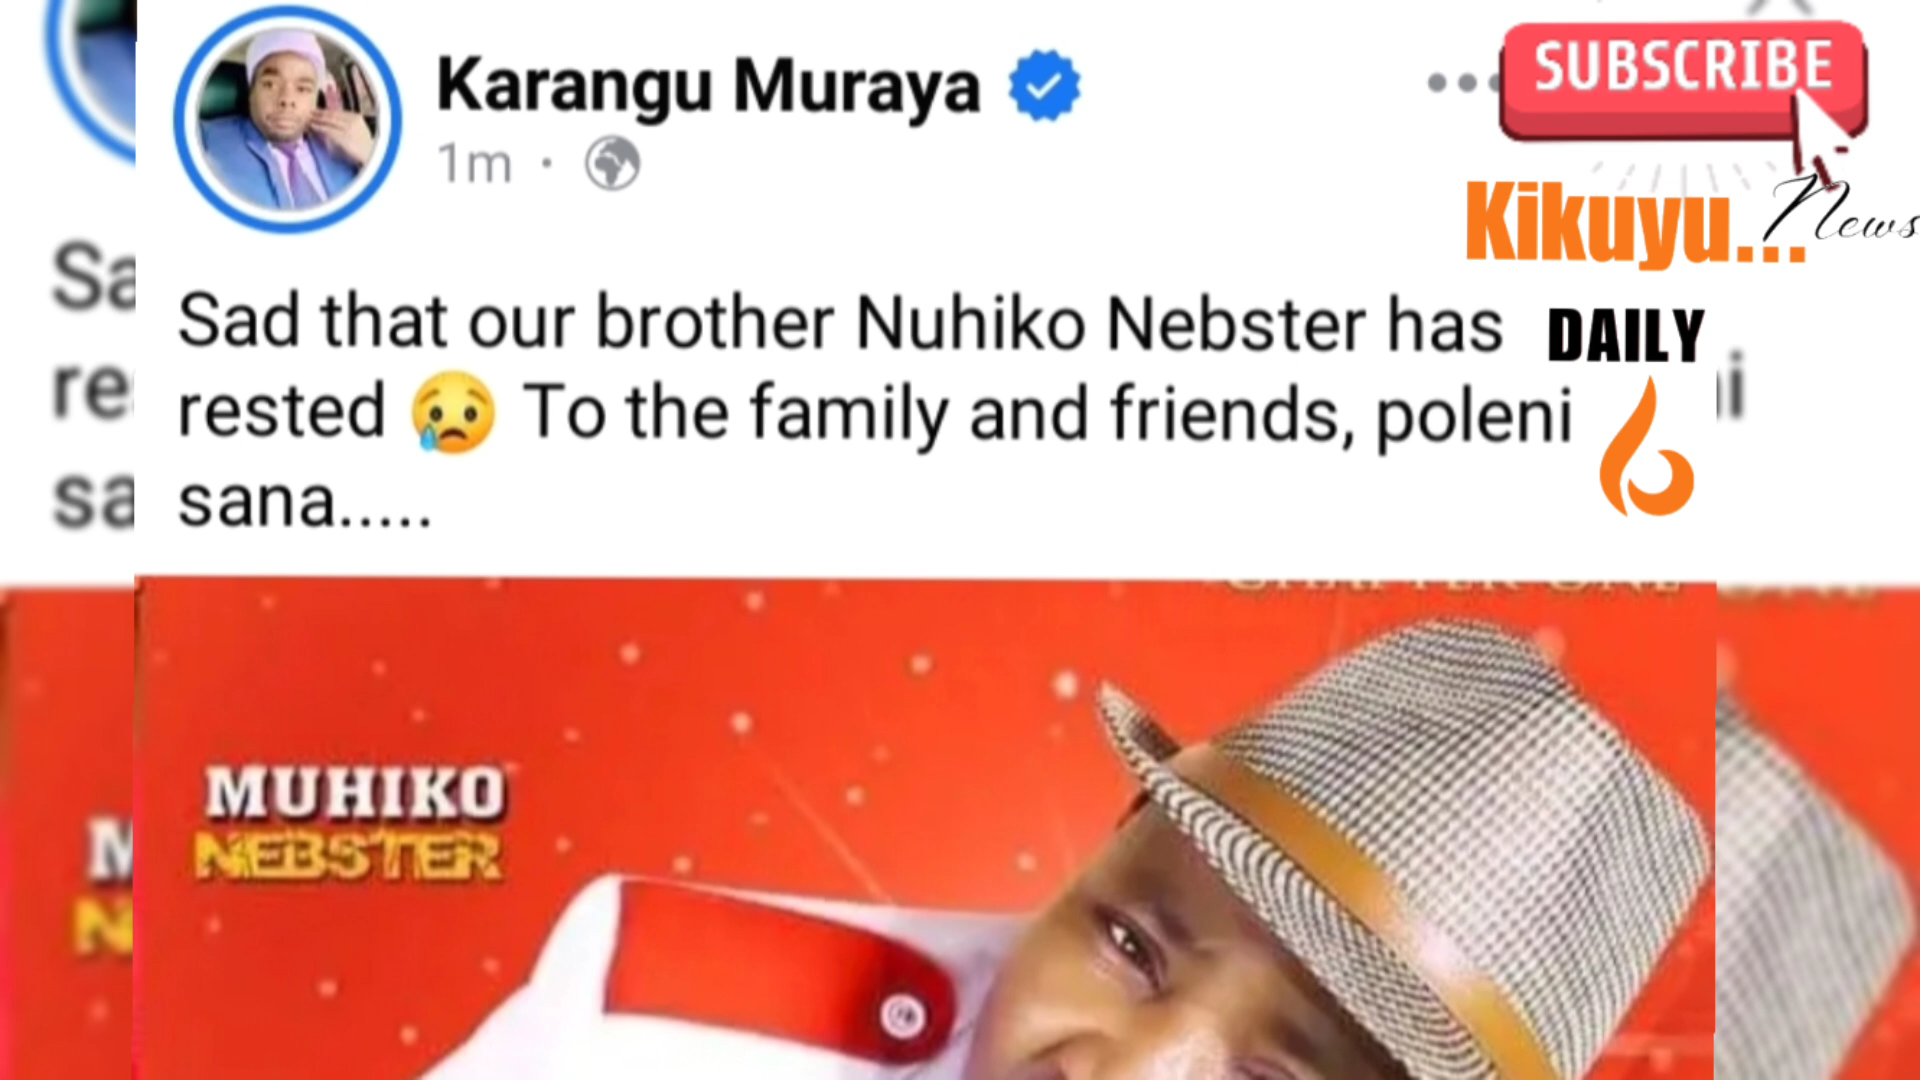 Karangu Muraya
1m ·
SUBSCRIBE
Kikuyu... News
DAILY
Sad that our brother Nuhiko Nebster has
rested 😢 To the family and friends, poleni
sana.....
MUHIKO
NEBSTER